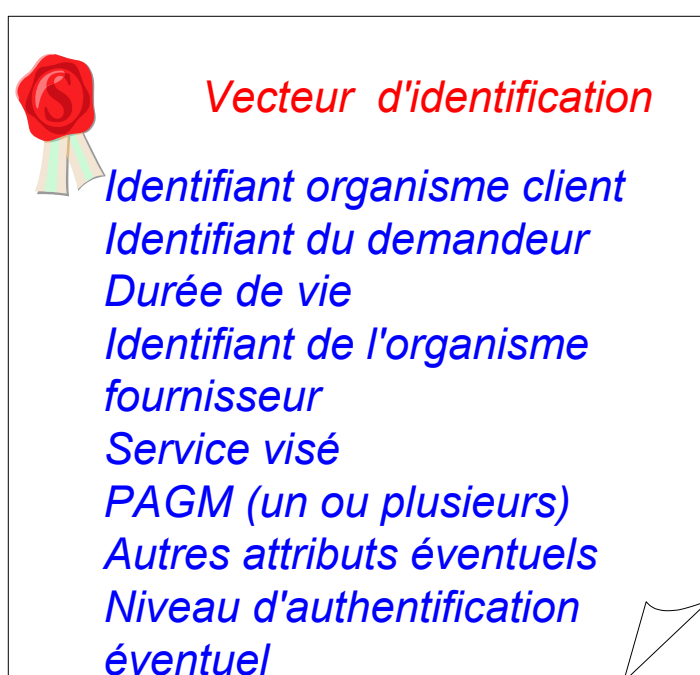 S
Vecteur d'identification
Identifiant organisme client
Identifiant du demandeur
Durée de vie
Identifiant de l'organisme
fournisseur
Service visé
PAGM (un ou plusieurs)
Autres attributs éventuels
Niveau d'authentification
éventuel